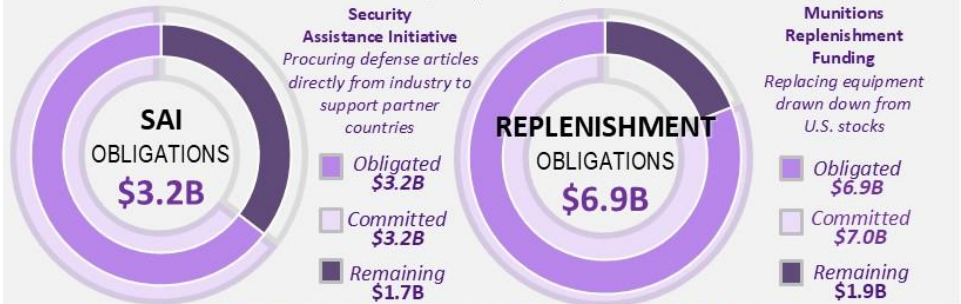 SAI
OBLIGATIONS
$3.2B
Security
Assistance Initiative
Procuring defense articles
directly from industry to
support partner
countries
Obligated
$3.2B
Committed
$3.2B
Remaining
$1.7B
REPLENISHMENT
OBLIGATIONS
$6.9B
Munitions
Replenishment
Funding
Replacing equipment
drawn down from
U.S. stocks
Obligated
$6.9B
Committed
$7.0B
Remaining
$1.9B